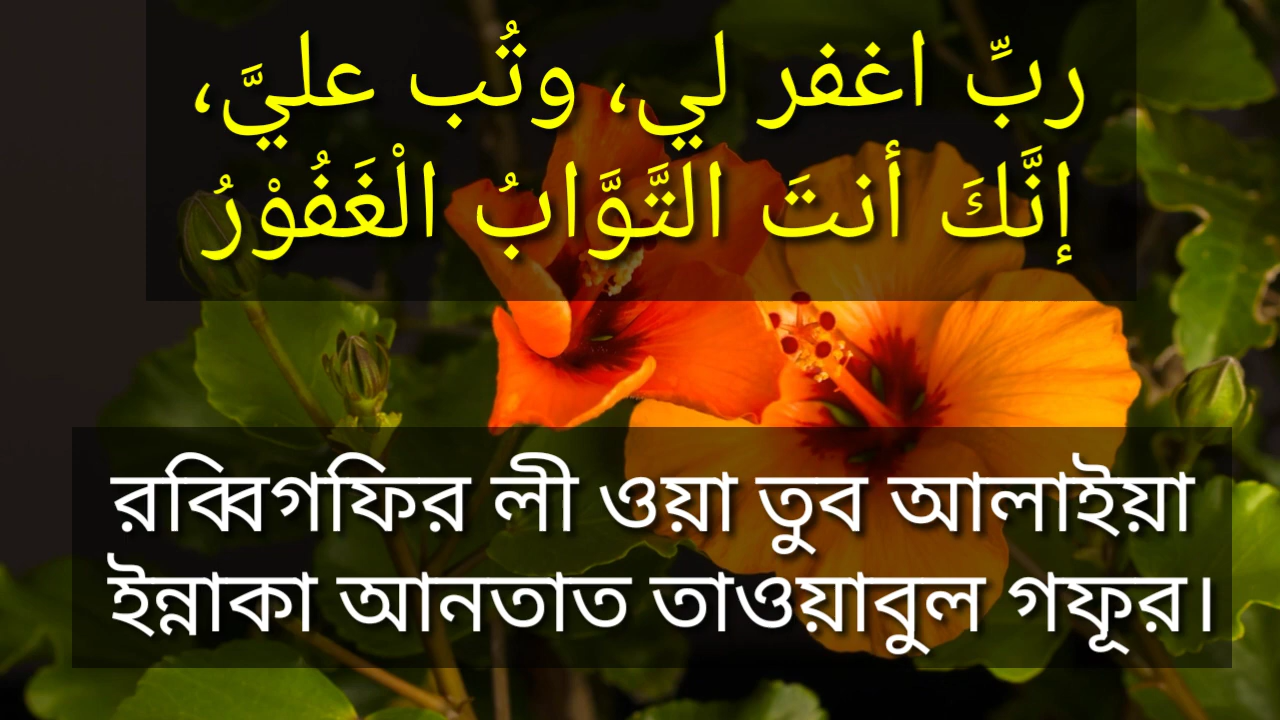 ربِّ اغفر لي، وتُب عليَّ،
إنَّكَ أنتَ التَّوَّابُ الْغَفُوْرُ
রব্বিগফির লী ওয়া তুব আলাইয়া
ইন্নাকা আনতাত তাওয়াবুল গফূর।